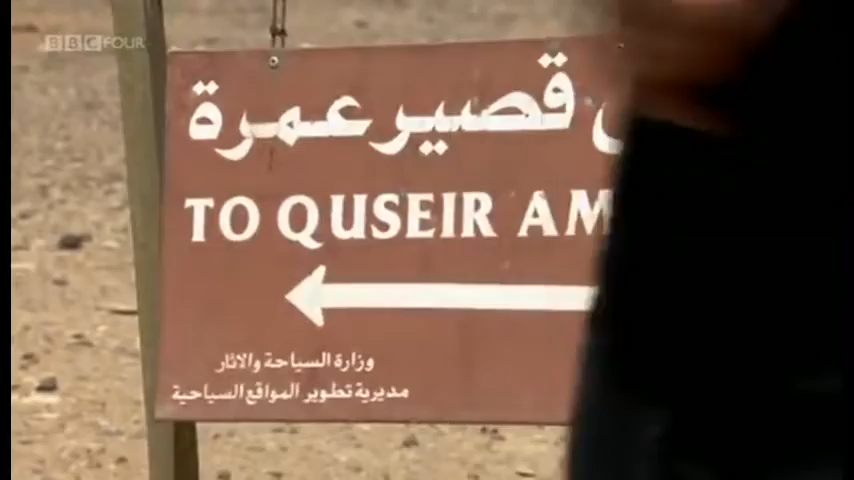 BBC FOUR
قصير عمرة
TO QUSEIR AM
وزارة السياحة والاثار
مديرية تطوير المواقع السياحية